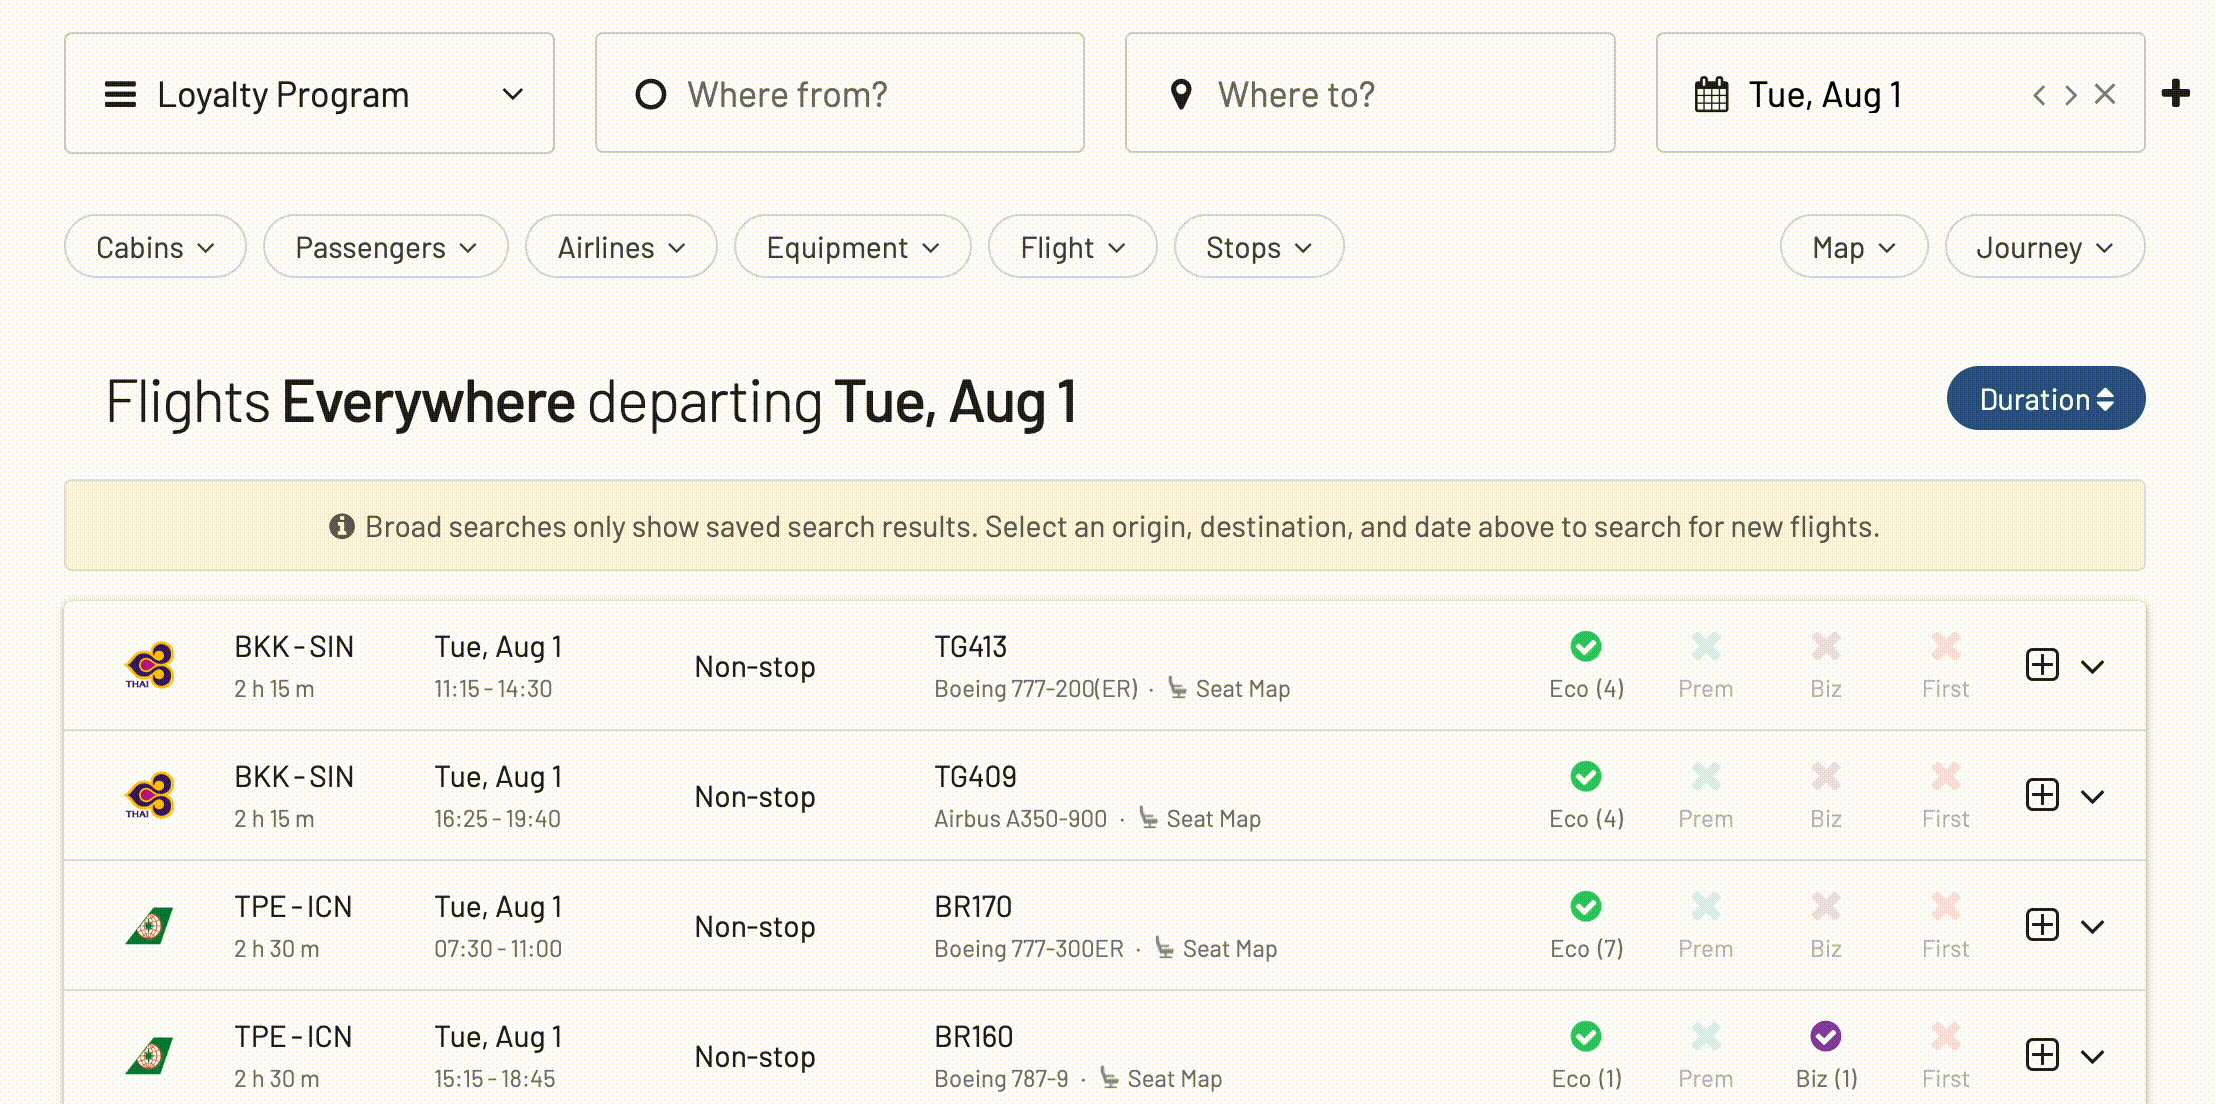 Loyalty Program
Where from?
Where to?
Tue, Aug 1
Cabins
Passengers
Airlines
Equipment
Flight
Stops
Map
Journey
Flights Everywhere departing Tue, Aug 1
Duration
Broad searches only show saved search results. Select an origin, destination, and date above to search for new flights.
THAI
BKK - SIN
2 h 15 m
Tue, Aug 1
11:15 - 14:30
Non-stop
TG413
Boeing 777-200(ER) · Seat Map
Eco (4)
Prem
Biz
First
THAI
BKK - SIN
2 h 15 m
Tue, Aug 1
16:25 - 19:40
Non-stop
TG409
Airbus A350-900 · Seat Map
Eco (4)
Prem
Biz
First
TPE - ICN
2 h 30 m
Tue, Aug 1
07:30 - 11:00
Non-stop
BR170
Boeing 777-300ER · Seat Map
Eco (7)
Prem
Biz
First
TPE - ICN
2 h 30 m
Tue, Aug 1
15:15 - 18:45
Non-stop
BR160
Boeing 787-9 · Seat Map
Eco (1)
Prem
Biz (1)
First